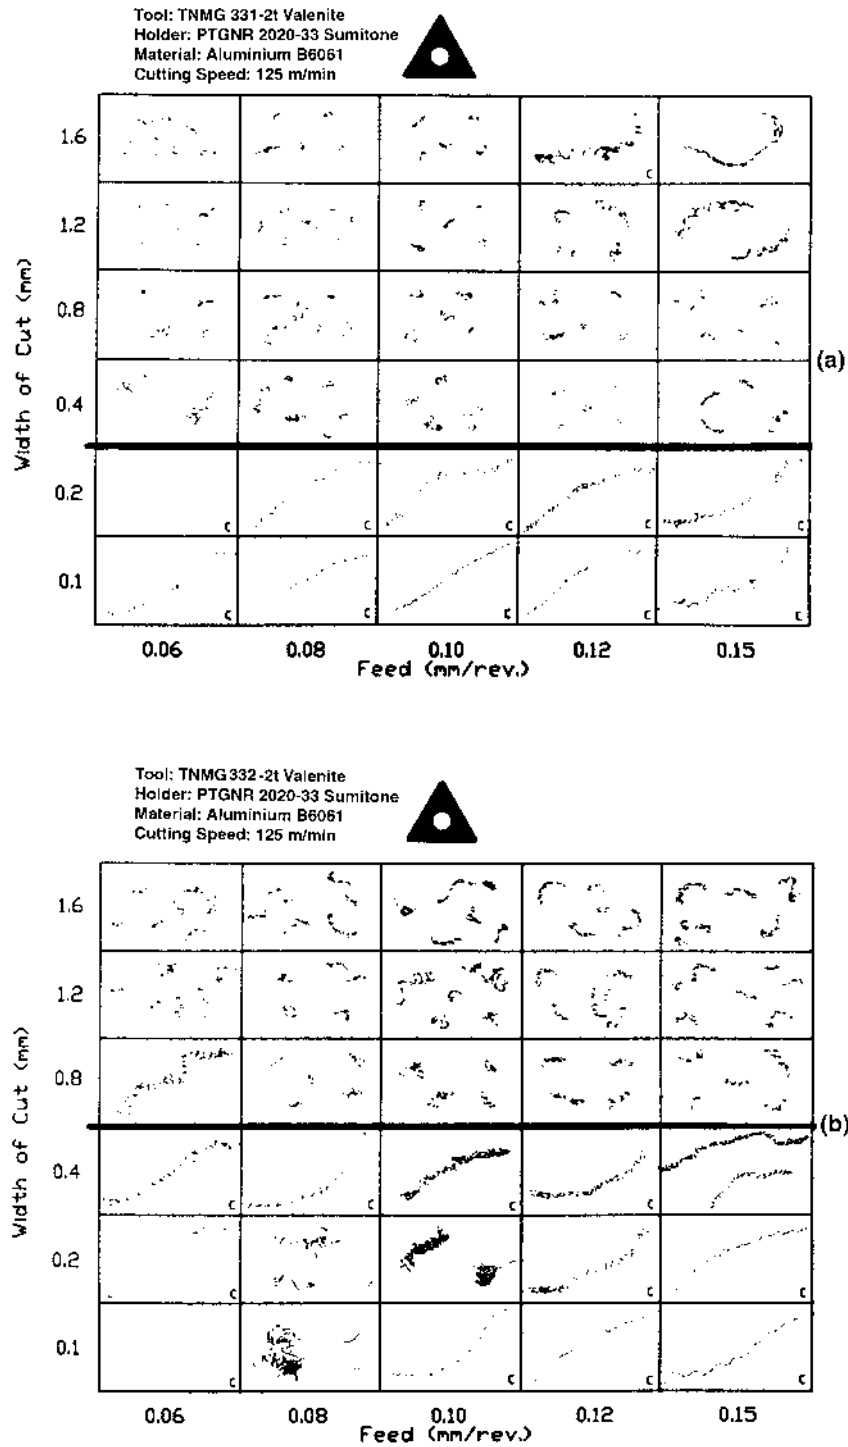 Tool: TNMG 331-2t Valenite
Holder: PTGNR 2020-33 Sumitone
Material: Aluminium B6061
Cutting Speed: 125 m/min
Width of Cut (mm)
1.6 C
1.2
0.8
(a)
0.4
0.2 C C C C C
0.1 C C C C C
0.06 0.08 0.10 0.12 0.15
Feed (mm/rev.)
Tool: TNMG 332-2t Valenite
Holder: PTGNR 2020-33 Sumitone
Material: Aluminium B6061
Cutting Speed: 125 m/min
Width of Cut (mm)
1.6
1.2
0.8
(b)
0.4 C C C C
0.2 C C
0.1 C C C C
0.06 0.08 0.10 0.12 0.15
Feed (mm/rev.)